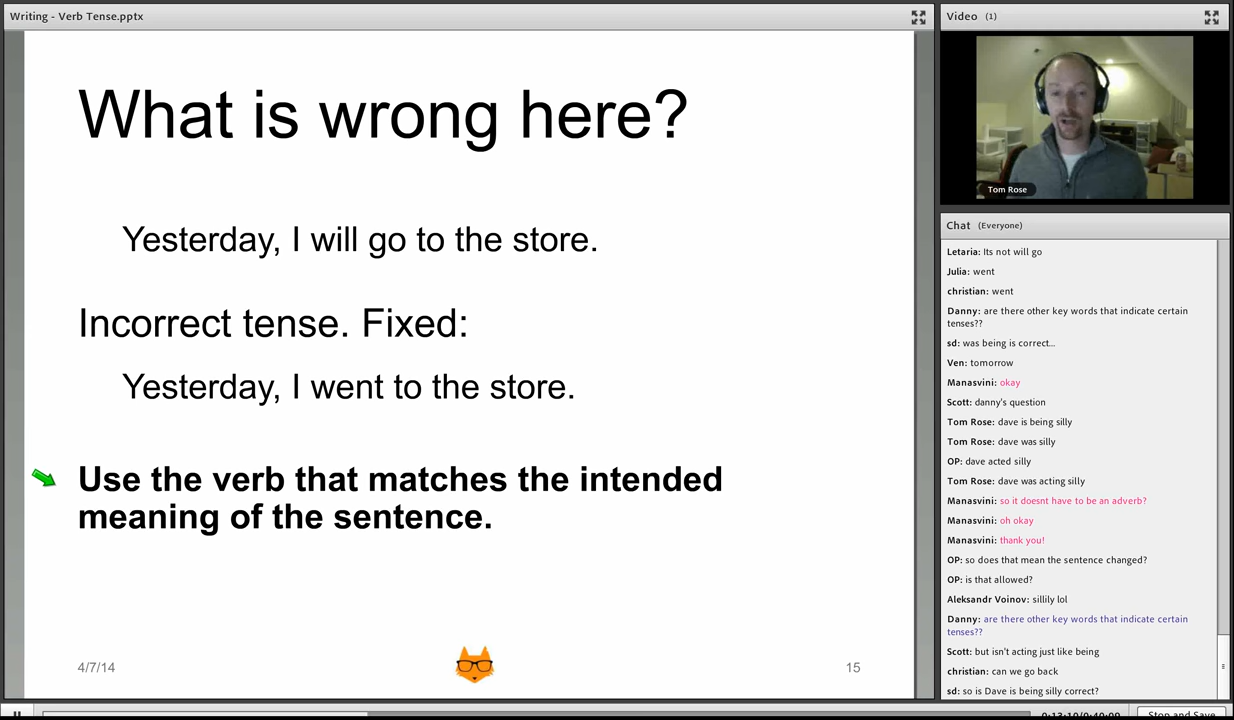 Writing - Verb Tense.pptx
What is wrong here?
Yesterday, I will go to the store.
Incorrect tense. Fixed:
Yesterday, I went to the store.
Use the verb that matches the intended
meaning of the sentence.
4/7/14
15
Video (1)
Tom Rose
Chat (Everyone)
Letaria: Its not will go
Julia: went
christian: went
Danny: are there other key words that indicate certain
tenses??
sd: was being is correct...
Ven: tomorrow
Manasvini: okay
Scott: danny's question
Tom Rose: dave is being silly
Tom Rose: dave was silly
OP: dave acted silly
Tom Rose: dave was acting silly
Manasvini: so it doesnt have to be an adverb?
Manasvini: oh okay
Manasvini: thank you!
OP: so does that mean the sentence changed?
OP: is that allowed?
Aleksandr Voinov: sillily lol
Danny: are there other key words that indicate certain
tenses??
Scott: but isn't acting just like being
christian: can we go back
sd: so is Dave is being silly correct?
Stop and Save